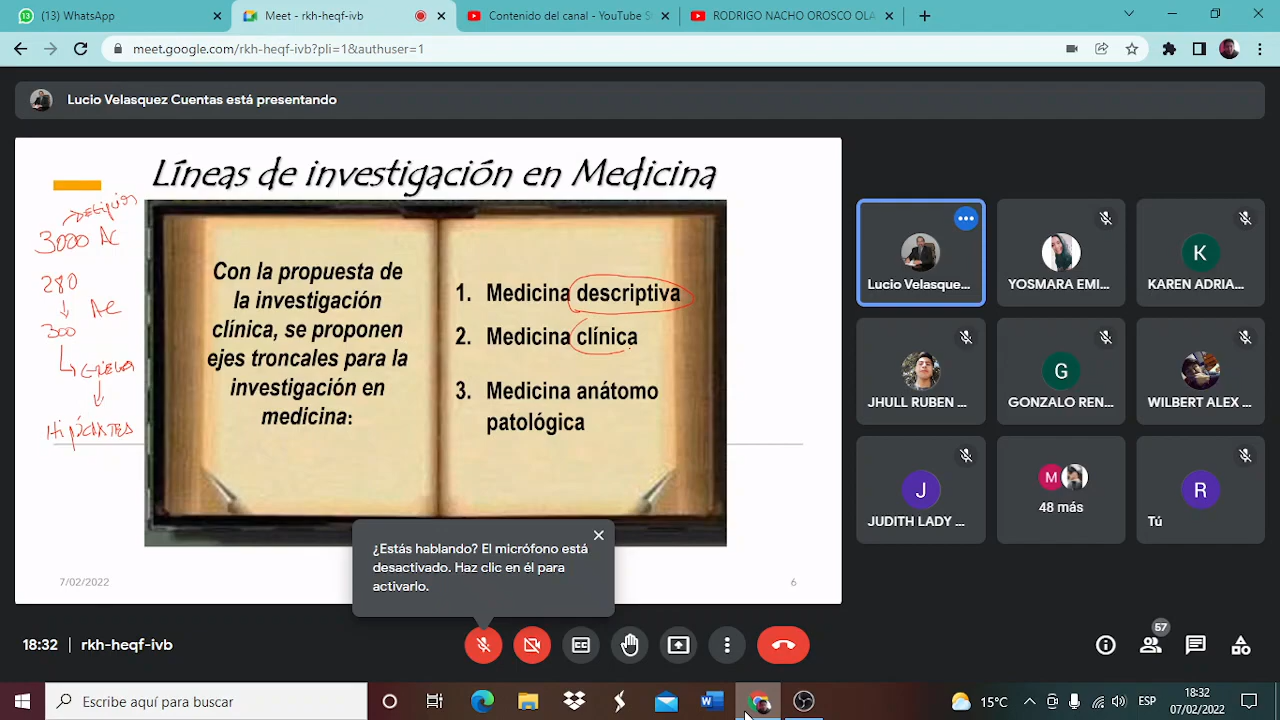 (13) WhatsApp
Meet - rkh-heqf-ivb
Contenido del canal - YouTube S
RODRIGO NACHO OROSCO OLA
meet.google.com/rkh-heqf-ivb?pli=1&authuser=1
Lucio Velasquez Cuentas está presentando
Líneas de investigación en Medicina
3000 AC
280
AC
300
Con la propuesta de
la investigación
clínica, se proponen
ejes troncales para la
investigación en
medicina:
1. Medicina descriptiva
2. Medicina clínica
3. Medicina anátomo
patológica
7/02/2022
6
Lucio Velasque...
YOSMARA EMI...
K
KAREN ADRIA...
JHULL RUBEN ...
G
GONZALO REN...
WILBERT ALEX ...
J
JUDITH LADY ...
M
48 más
R
Tú
¿Estás hablando? El micrófono está
desactivado. Haz clic en él para
activarlo.
18:32 | rkh-heqf-ivb
57
Escribe aquí para buscar
15°C
ESP
18:32
07/02/2022